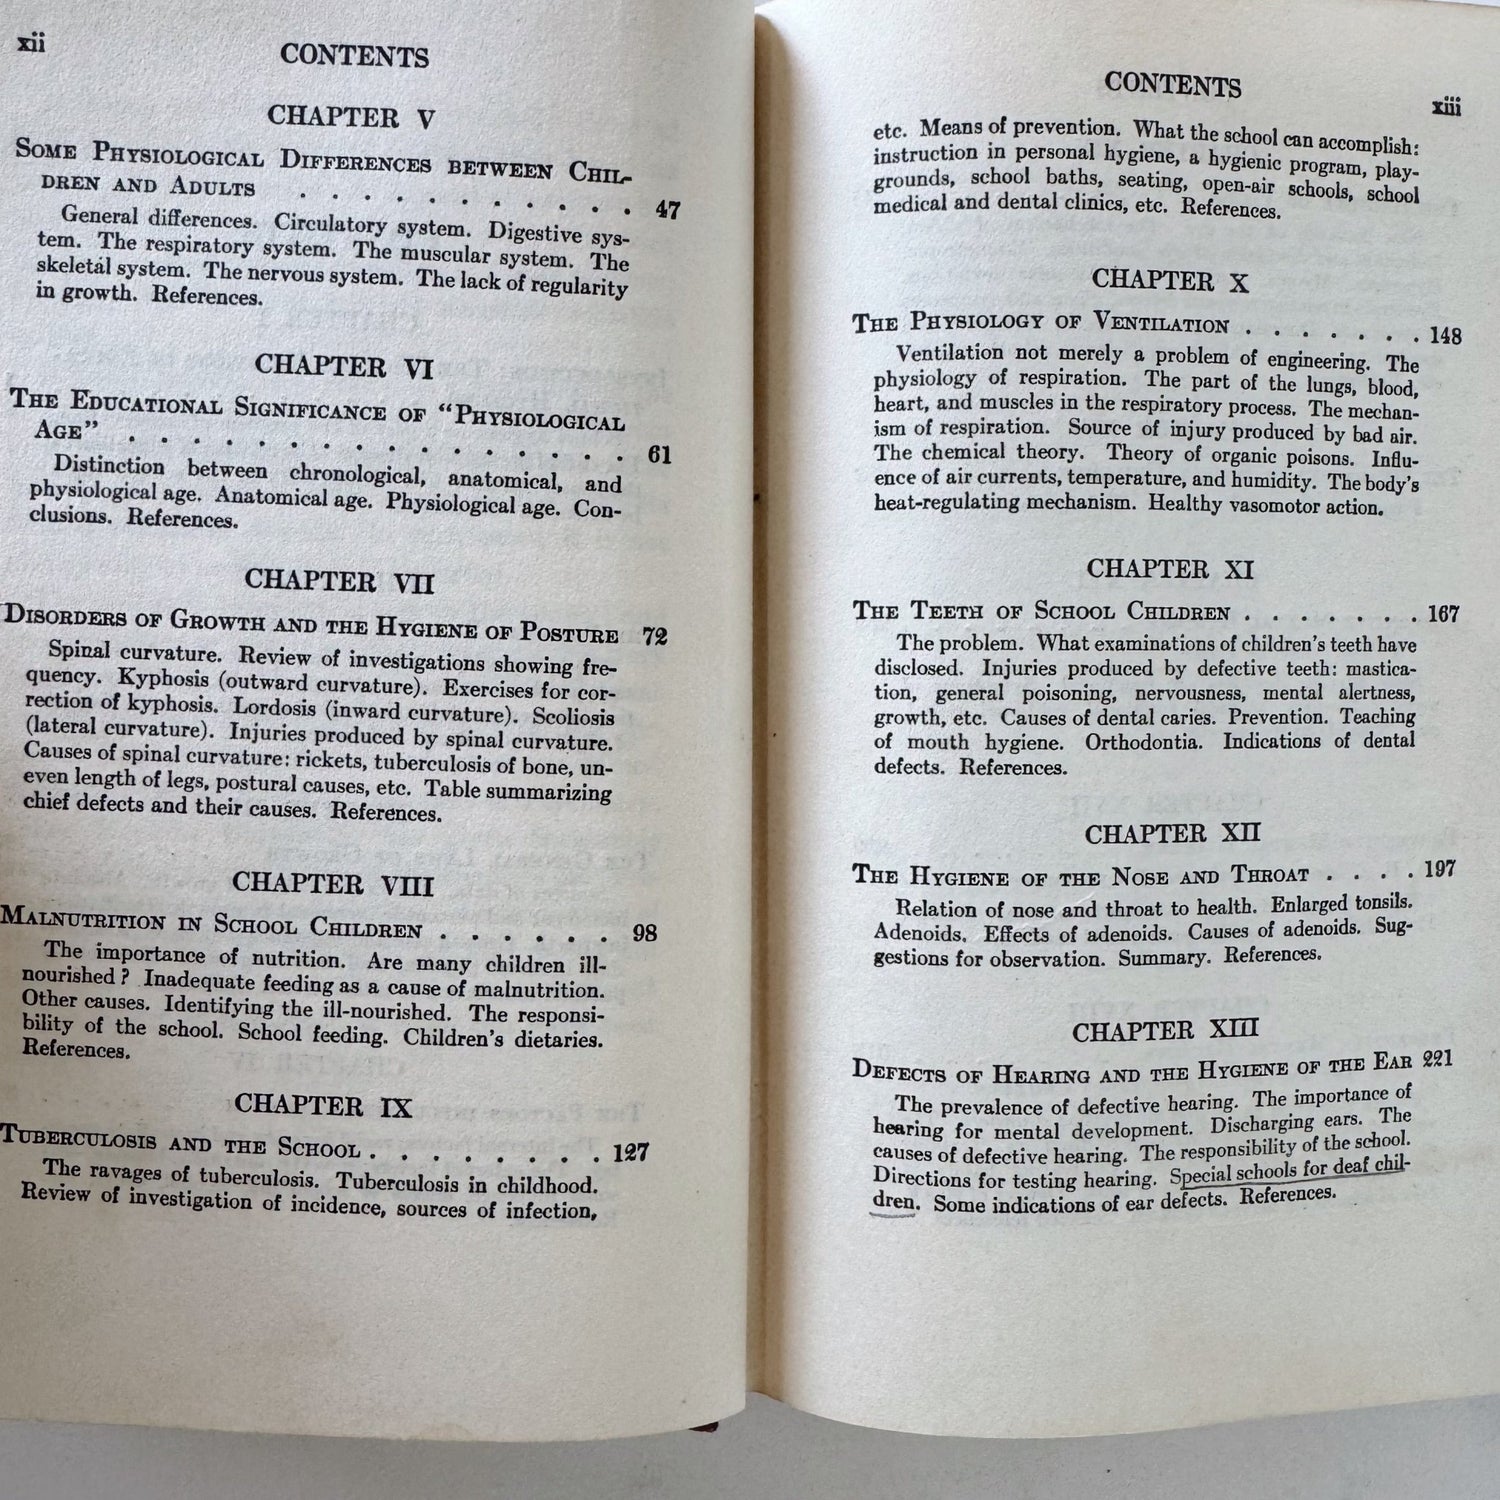 xii
CONTENTS
CHAPTER V
SOME PHYSIOLOGICAL DIFFERENCES BETWEEN CHIL-
DREN AND ADULTS . . . . . . . . . . . . 47
General differences. Circulatory system. Digestive sys-
tem. The respiratory system. The muscular system. The
skeletal system. The nervous system. The lack of regularity
in growth. References.
CHAPTER VI
THE EDUCATIONAL SIGNIFICANCE OF "PHYSIOLOGICAL
AGE" . . . . . . . . . . . . . . . . 61
Distinction between chronological, anatomical, and
physiological age. Anatomical age. Physiological age. Con-
clusions. References.
CHAPTER VII
DISORDERS OF GROWTH AND THE HYGIENE OF POSTURE 72
Spinal curvature. Review of investigations showing fre-
quency. Kyphosis (outward curvature). Exercises for cor-
rection of kyphosis. Lordosis (inward curvature). Scoliosis
(lateral curvature). Injuries produced by spinal curvature.
Causes of spinal curvature: rickets, tuberculosis of bone, un-
even length of legs, postural causes, etc. Table summarizing
chief defects and their causes. References.
CHAPTER VIII
MALNUTRITION IN SCHOOL CHILDREN . . . . . . 98
The importance of nutrition. Are many children ill-
nourished? Inadequate feeding as a cause of malnutrition.
Other causes. Identifying the ill-nourished. The responsi-
bility of the school. School feeding. Children's dietaries.
References.
CHAPTER IX
TUBERCULOSIS AND THE SCHOOL . . . . . . . . 127
The ravages of tuberculosis. Tuberculosis in childhood.
Review of investigation of incidence, sources of infection,
CONTENTS
xiii
etc. Means of prevention. What the school can accomplish:
instruction in personal hygiene, a hygienic program, play-
grounds, school baths, seating, open-air schools, school
medical and dental clinics, etc. References.
CHAPTER X
THE PHYSIOLOGY OF VENTILATION . . . . . . . 148
Ventilation not merely a problem of engineering. The
physiology of respiration. The part of the lungs, blood,
heart, and muscles in the respiratory process. The mechan-
ism of respiration. Source of injury produced by bad air.
The chemical theory. Theory of organic poisons. Influ-
ence of air currents, temperature, and humidity. The body's
heat-regulating mechanism. Healthy vasomotor action.
CHAPTER XI
THE TEETH OF SCHOOL CHILDREN . . . . . . . 167
The problem. What examinations of children's teeth have
disclosed. Injuries produced by defective teeth: mastica-
tion, general poisoning, nervousness, mental alertness,
growth, etc. Causes of dental caries. Prevention. Teaching
of mouth hygiene. Orthodontia. Indications of dental
defects. References.
CHAPTER XII
THE HYGIENE OF THE NOSE AND THROAT . . . . 197
Relation of nose and throat to health. Enlarged tonsils.
Adenoids. Effects of adenoids. Causes of adenoids. Sug-
gestions for observation. Summary. References.
CHAPTER XIII
DEFECTS OF HEARING AND THE HYGIENE OF THE EAR 221
The prevalence of defective hearing. The importance of
hearing for mental development. Discharging ears. The
causes of defective hearing. The responsibility of the school.
Directions for testing hearing. Special schools for deaf chil-
dren. Some indications of ear defects. References.